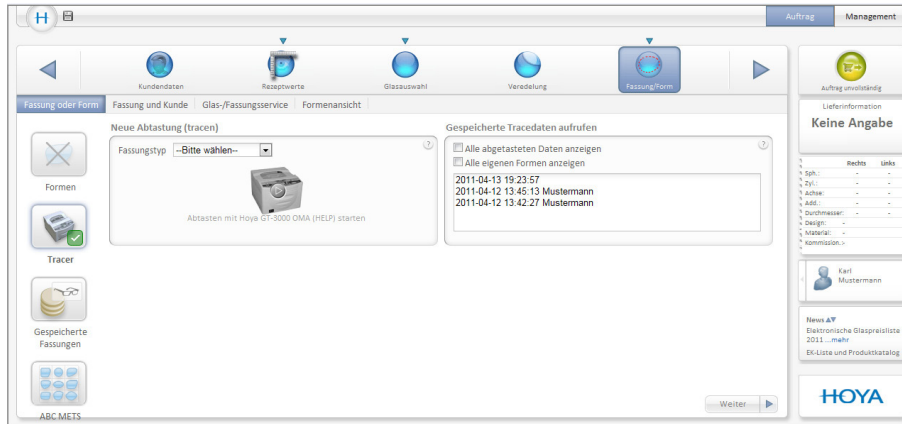 H
Auftrag
Management
Kundendaten
Rezeptwerte
Glasauswahl
Veredelung
Fassung/Form
Fassung oder Form
Fassung und Kunde
Glas-/Fassungsservice
Formenansicht
Formen
Tracer
Gespeicherte
Fassungen
ABC METS
Neue Abtastung (tracen)
Fassungstyp --Bitte wählen--
?
Abtasten mit Hoya GT-3000 OMA (HELP) starten
Gespeicherte Tracedaten aufrufen
?
Alle abgetasteten Daten anzeigen
Alle eigenen Formen anzeigen
2011-04-13 19:23:57
2011-04-12 13:45:13 Mustermann
2011-04-12 13:42:27 Mustermann
Weiter
Auftrag unvollständig
Lieferinformation
Keine Angabe
Rechts Links
Sph.: - -
Zyl.: - -
Achse: - -
Add.: - -
Durchmesser: - -
Design: -
Material: -
Kommission.:-
Karl
Mustermann
News
Elektronische Glaspreisliste
2011 ...mehr
EK-Liste und Produktkatalog
HOYA